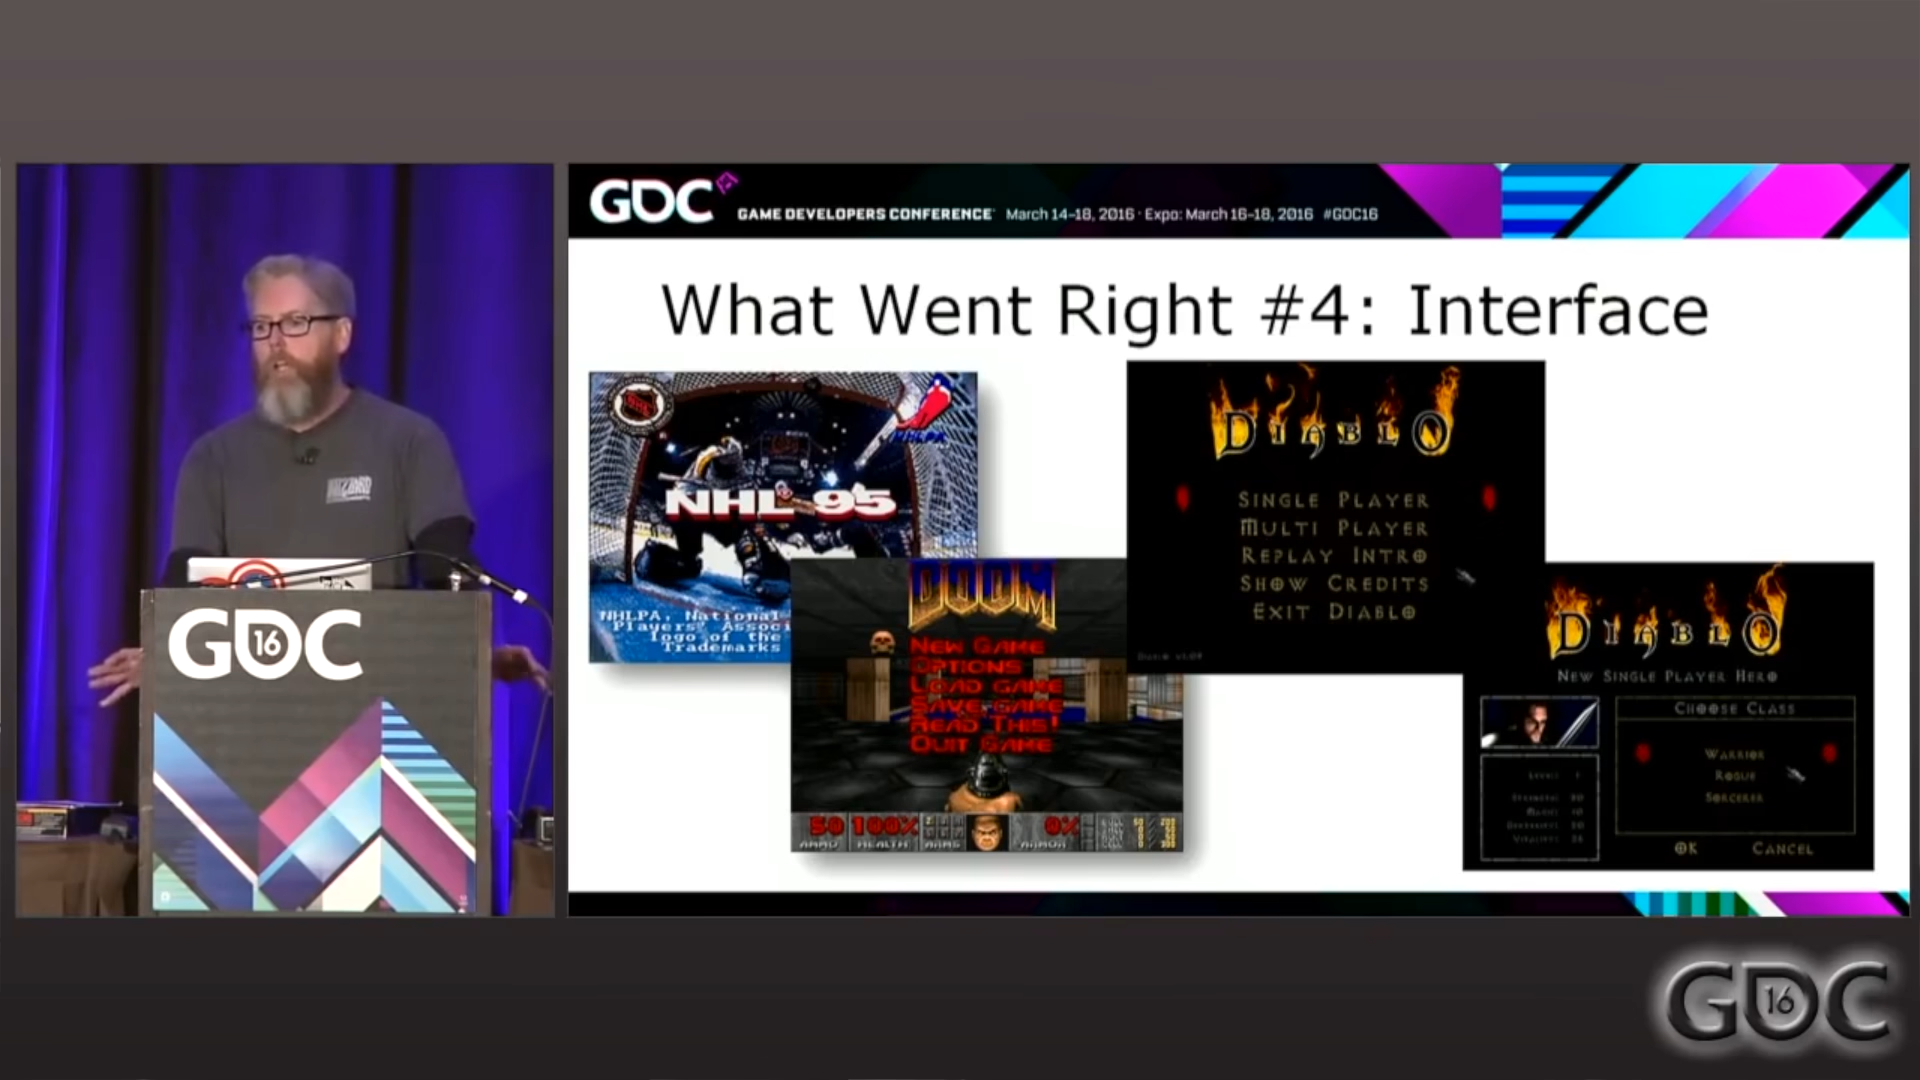 GDC
GAME DEVELOPERS CONFERENCE March 14-18, 2016 · Expo: March 16-18, 2016 #GDC16
What Went Right #4: Interface
NHLPA
NHL 95
NHLPA, National
Players' Associ
logo of the
Trademarks
DOOM
NEW GAME
OPTIONS
LOAD GAME
SAVE GAME
READ THIS!
QUIT GAME
50 100% 0%
AMMO HEALTH ARMS ARMOR
DIABLO
SINGLE PLAYER
MULTI PLAYER
REPLAY INTRO
SHOW CREDITS
EXIT DIABLO
DIABLO
NEW SINGLE PLAYER HERO
CHOOSE CLASS
WARRIOR
ROGUE
SORCERER
OK CANCEL
BLIZZARD
GDC
16
GDC
16